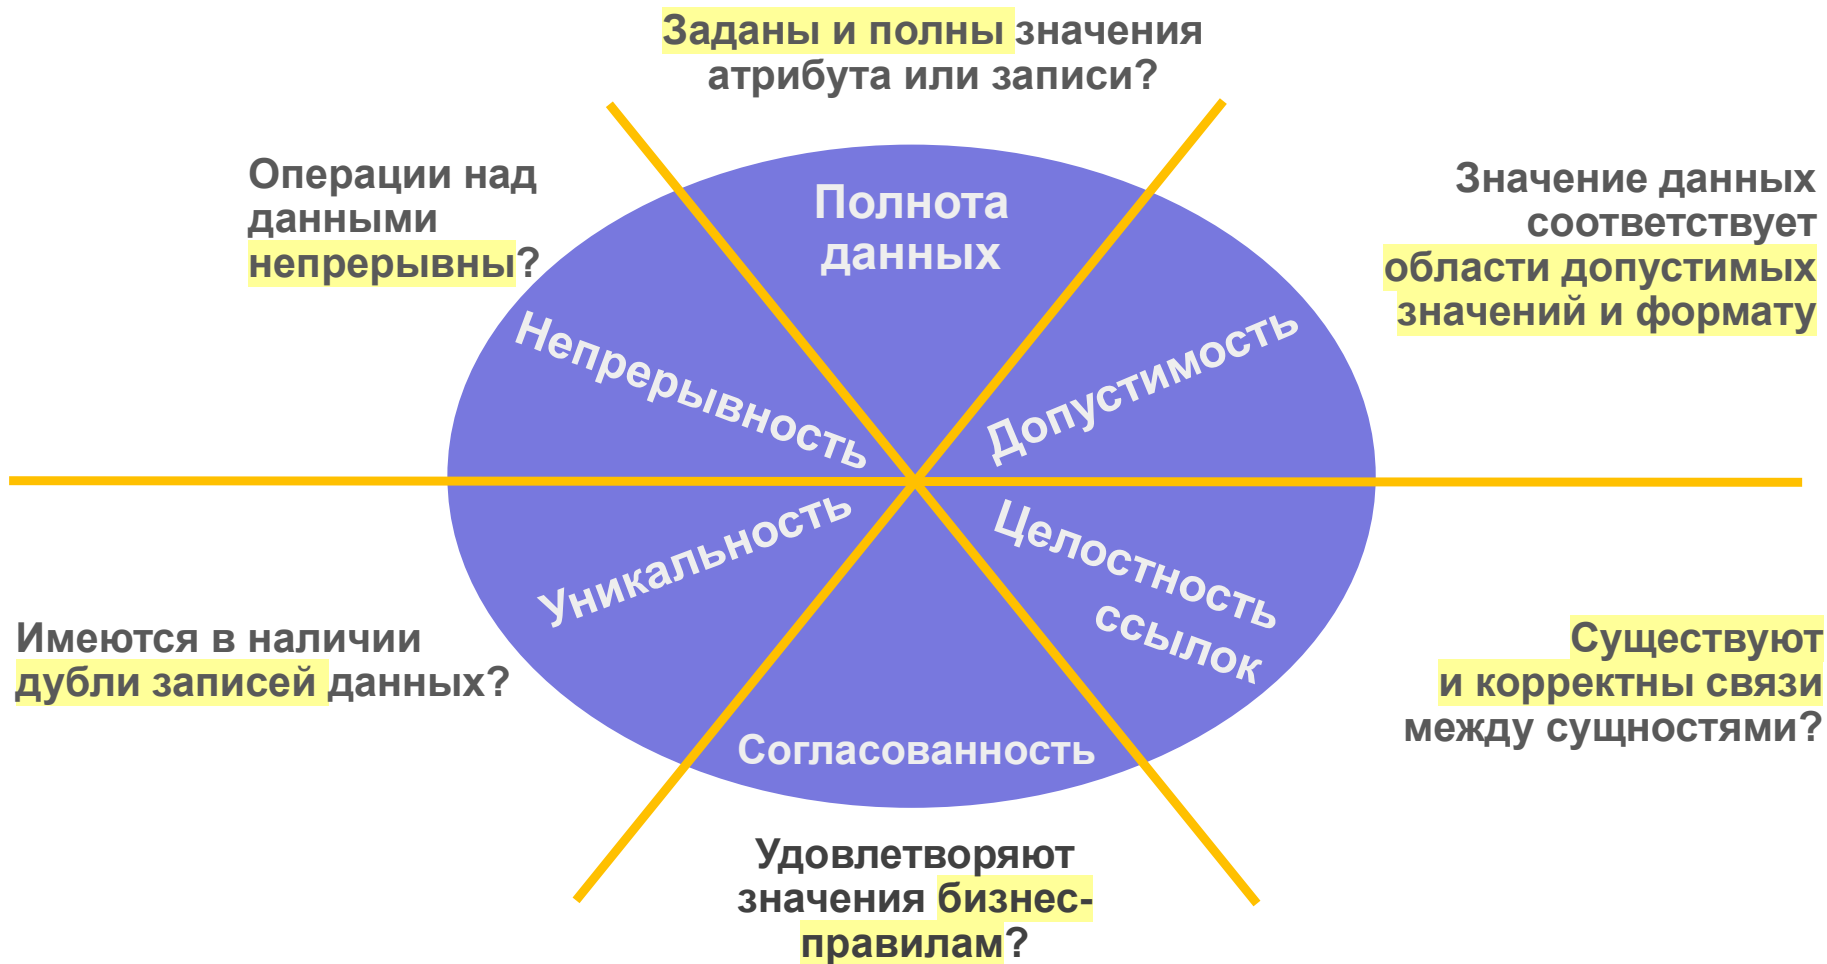 Заданы и полны значения
атрибута или записи?
Операции над
данными
непрерывны?
Полнота
данных
Значение данных
соответствует
области допустимых
значений и формату
Непрерывность
Допустимость
Уникальность
Целостность
ссылок
Имеются в наличии
дубли записей данных?
Существуют
и корректны связи
между сущностями?
Согласованность
Удовлетворяют
значения бизнес-
правилам?